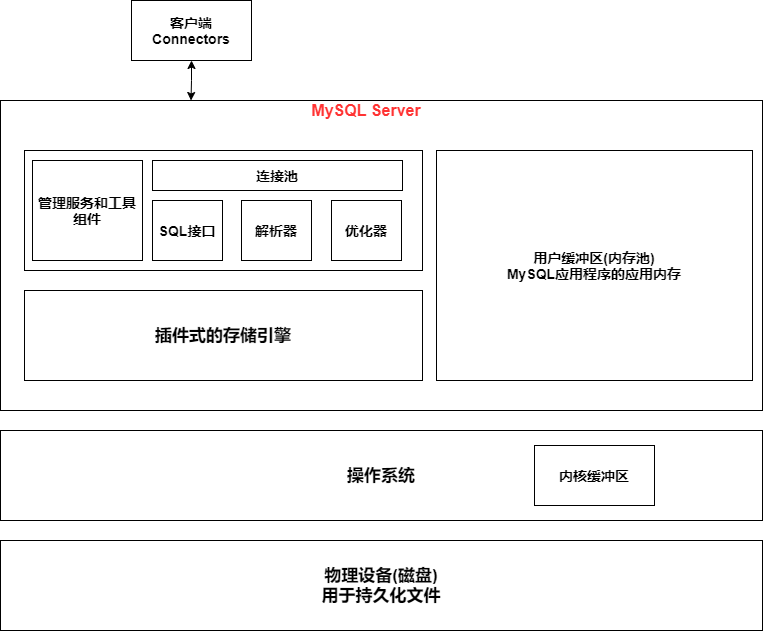 客户端
Connectors
MySQL Server
管理服务和工具
组件
连接池
SQL接口
解析器
优化器
用户缓冲区(内存池)
MySQL应用程序的应用内存
插件式的存储引擎
操作系统
内核缓冲区
物理设备(磁盘)
用于持久化文件